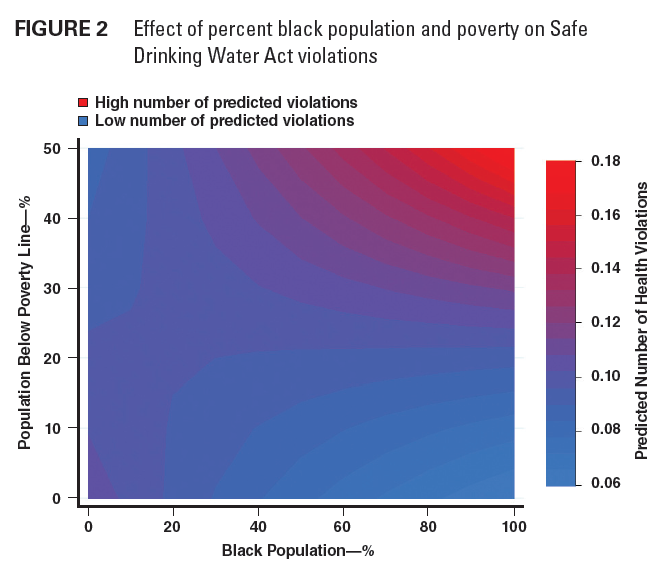 FIGURE 2 Effect of percent black population and poverty on Safe
Drinking Water Act violations
High number of predicted violations
Low number of predicted violations
Population Below Poverty Line—%
50
40
30
20
10
0
0 20 40 60 80 100
Black Population—%
0.18
0.16
0.14
0.12
0.10
0.08
0.06
Predicted Number of Health Violations